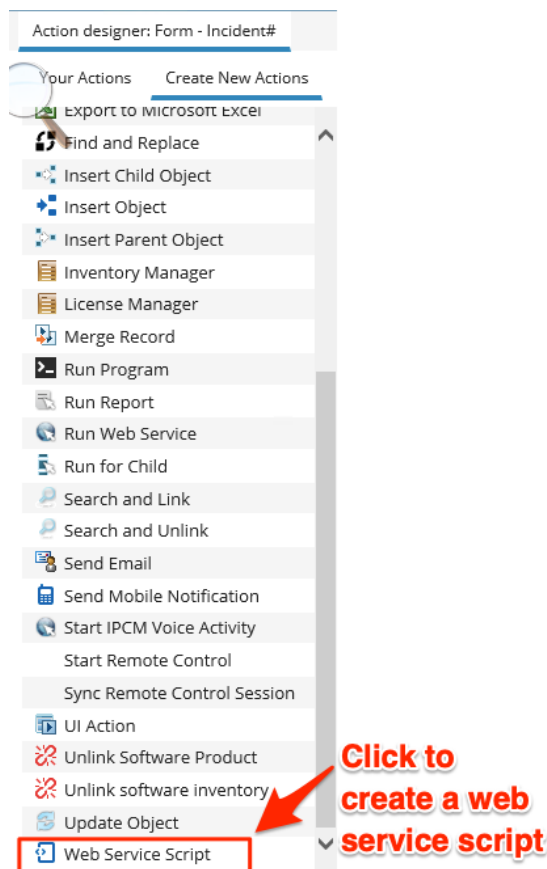 Action designer: Form - Incident#
Your Actions Create New Actions
Export to Microsoft Excel
Find and Replace
Insert Child Object
Insert Object
Insert Parent Object
Inventory Manager
License Manager
Merge Record
Run Program
Run Report
Run Web Service
Run for Child
Search and Link
Search and Unlink
Send Email
Send Mobile Notification
Start IPCM Voice Activity
Start Remote Control
Sync Remote Control Session
UI Action
Unlink Software Product
Unlink software inventory
Update Object
Web Service Script
Click to
create a web
service script